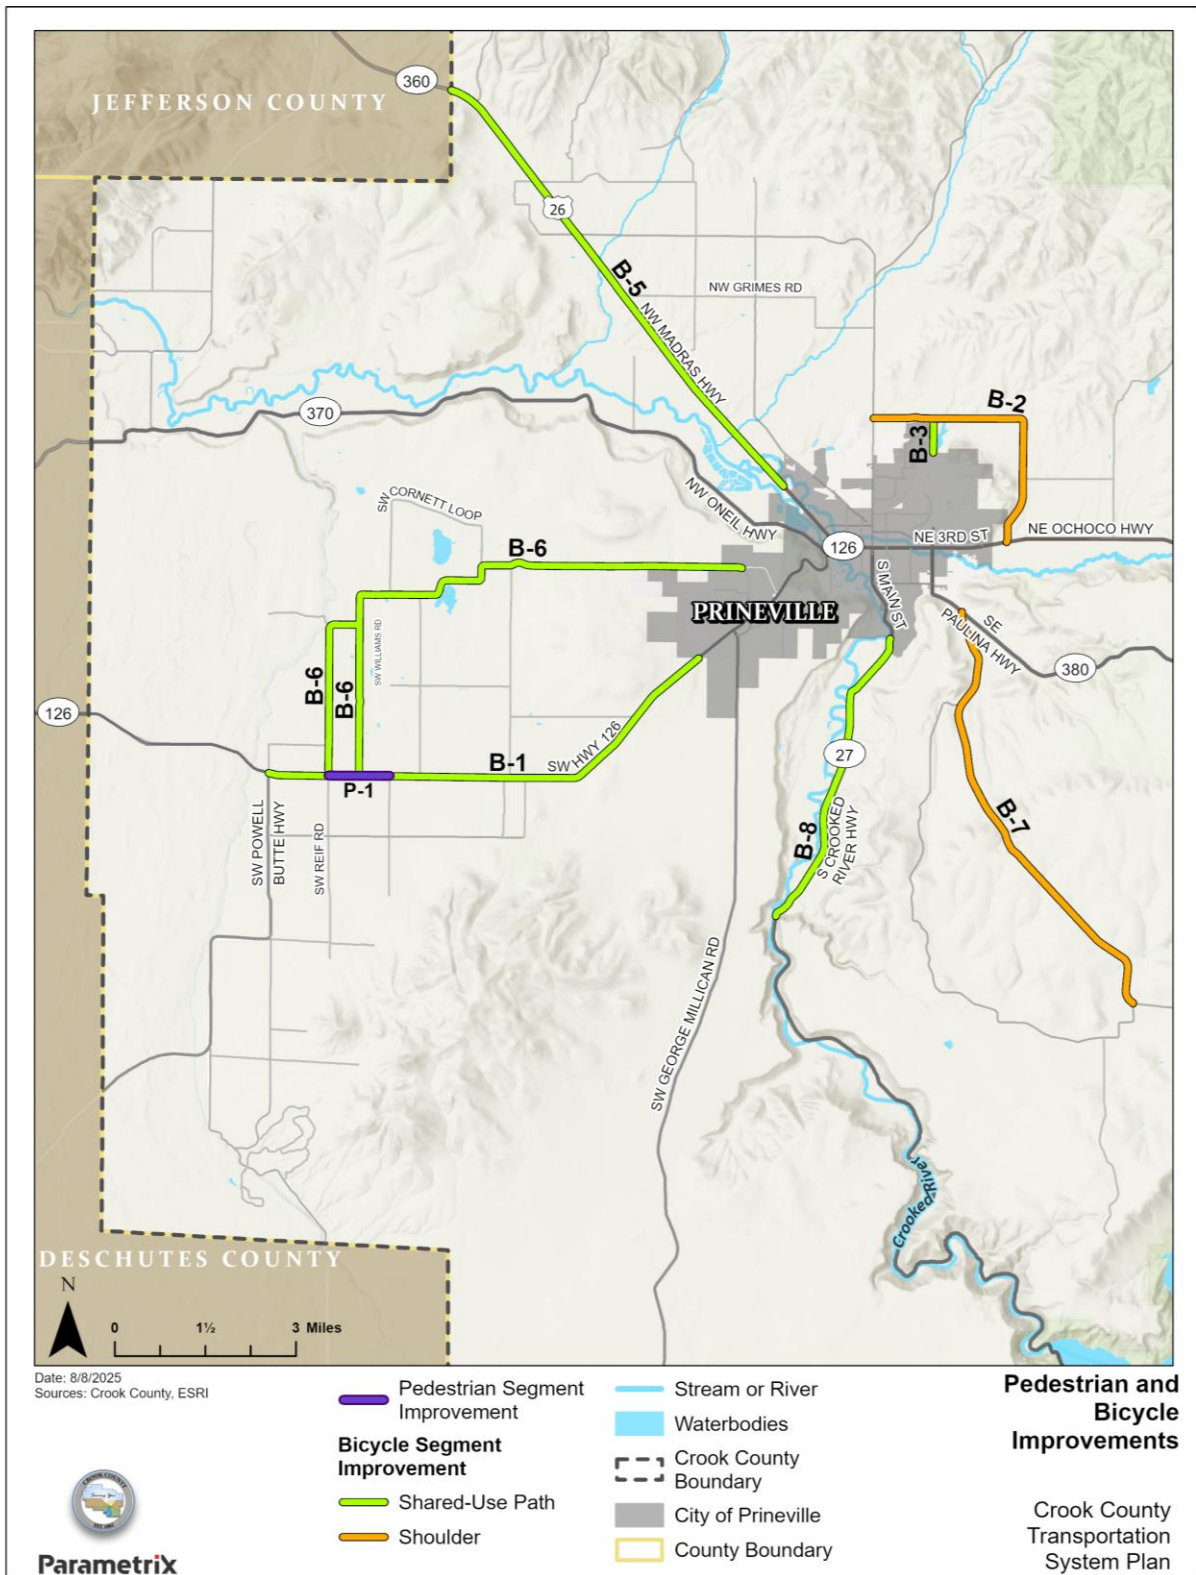 360
JEFFERSON COUNTY
26
B-5
NW GRIMES RD
NW MADRAS HWY
370
B-2
B-3
SW CORNETT LOOP
NW ONEIL HWY
NE 3RD ST
NE OCHOCO HWY
126
B-6
S MAIN ST
PRINEVILLE
SE
PAULINA HWY
380
SW WILLIAMS RD
B-6
B-6
126
SW HWY 126
B-1
P-1
27
B-7
B-8
S CROOKED
RIVER HWY
SW POWELL
BUTTE HWY
SW REIF RD
SW GEORGE MILLICAN RD
Crooked River
DESCHUTES COUNTY
N
0 1½ 3 Miles
Date: 8/8/2025
Sources: Crook County, ESRI
Pedestrian Segment
Improvement
Bicycle Segment
Improvement
Shared-Use Path
Shoulder
Stream or River
Waterbodies
Crook County
Boundary
City of Prineville
County Boundary
Pedestrian and
Bicycle
Improvements
Crook County
Transportation
System Plan
CROOK COUNTY
Parametrix